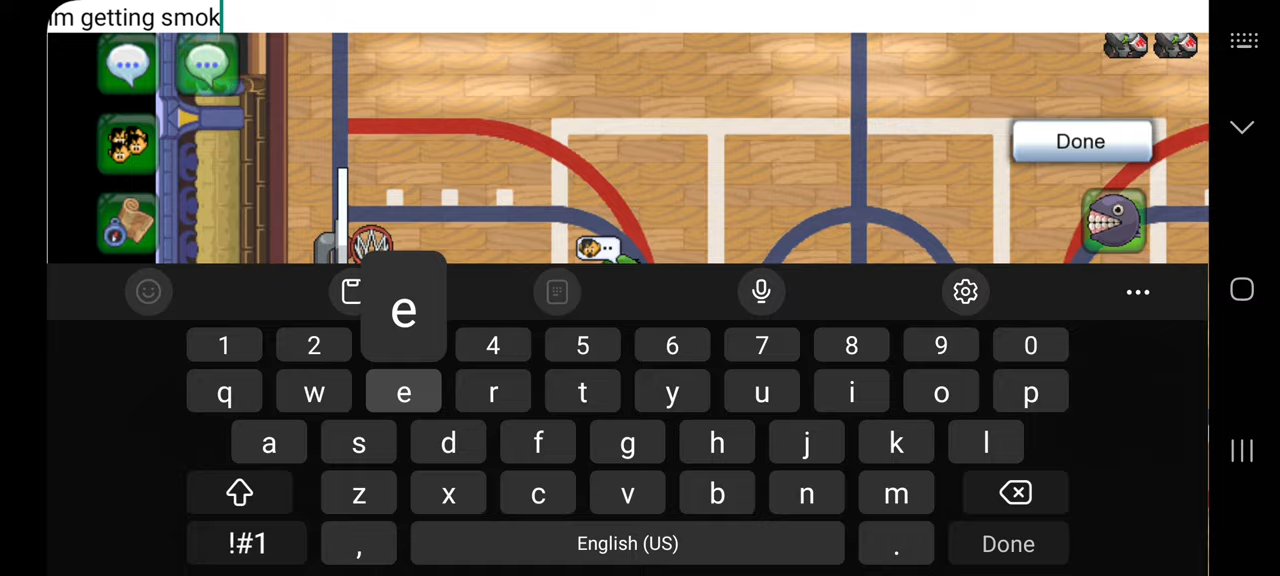 im getting smok
Done
e
1 2 4 5 6 7 8 9 0
q w e r t y u i o p
a s d f g h j k l
z x c v b n m
!#1 , English (US) . Done